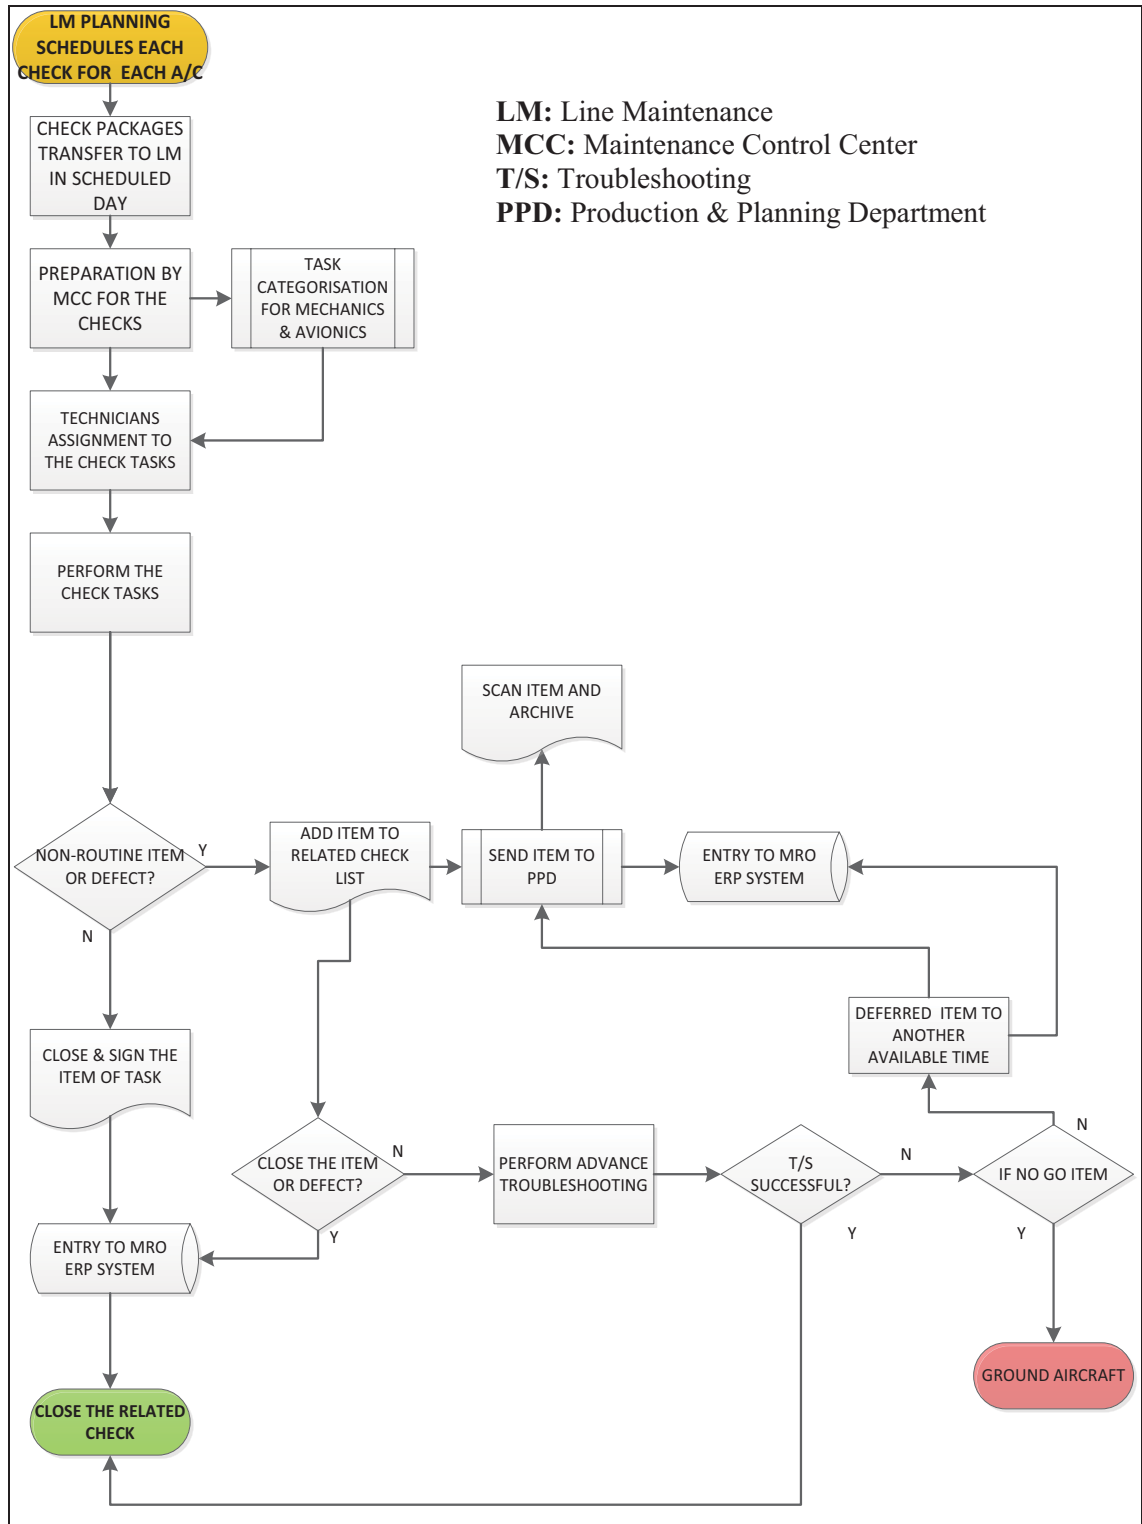 LM PLANNING
SCHEDULES EACH
CHECK FOR EACH A/C
LM: Line Maintenance
MCC: Maintenance Control Center
T/S: Troubleshooting
PPD: Production & Planning Department
CHECK PACKAGES
TRANSFER TO LM
IN SCHEDULED
DAY
PREPARATION BY
MCC FOR THE
CHECKS
TASK
CATEGORISATION
FOR MECHANICS
& AVIONICS
TECHNICIANS
ASSIGNMENT TO
THE CHECK TASKS
PERFORM THE
CHECK TASKS
SCAN ITEM AND
ARCHIVE
NON-ROUTINE ITEM
OR DEFECT?
Y
N
ADD ITEM TO
RELATED CHECK
LIST
SEND ITEM TO
PPD
ENTRY TO MRO
ERP SYSTEM
DEFERRED ITEM TO
ANOTHER
AVAILABLE TIME
CLOSE & SIGN THE
ITEM OF TASK
CLOSE THE ITEM
OR DEFECT?
N
Y
PERFORM ADVANCE
TROUBLESHOOTING
T/S
SUCCESSFUL?
N
Y
IF NO GO ITEM
N
Y
ENTRY TO MRO
ERP SYSTEM
GROUND AIRCRAFT
CLOSE THE RELATED
CHECK